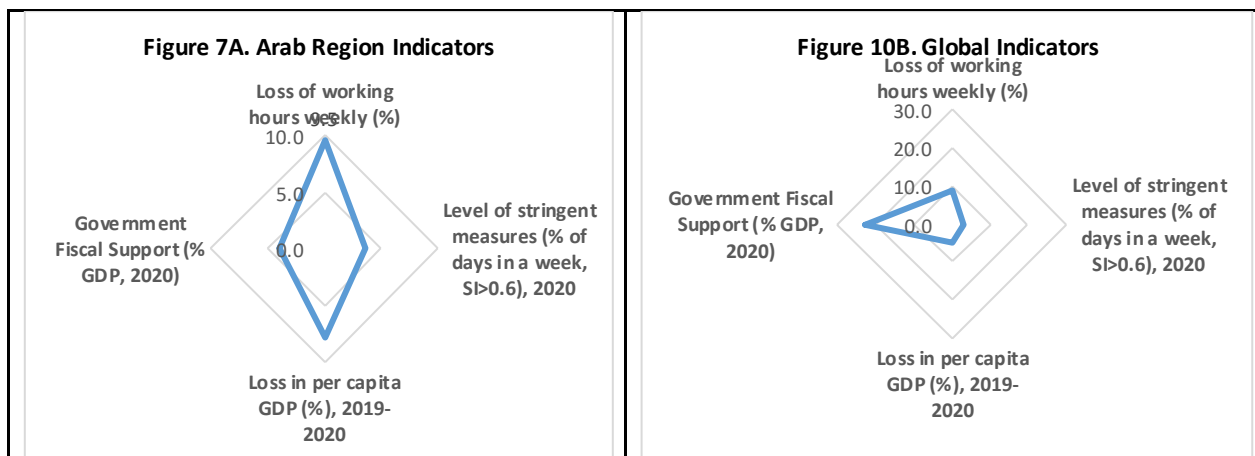 Figure 7A. Arab Region Indicators
Loss of working
hours weekly (%)
9.5
10.0
5.0
0.0
Government
Fiscal Support (%
GDP, 2020)
Level of stringent
measures (% of
days in a week,
SI>0.6), 2020
Loss in per capita
GDP (%), 2019-
2020
Figure 10B. Global Indicators
Loss of working
hours weekly (%)
30.0
20.0
10.0
0.0
Government Fiscal
Support (% GDP,
2020)
Level of stringent
measures (% of
days in a week,
SI>0.6), 2020
Loss in per capita
GDP (%), 2019-
2020